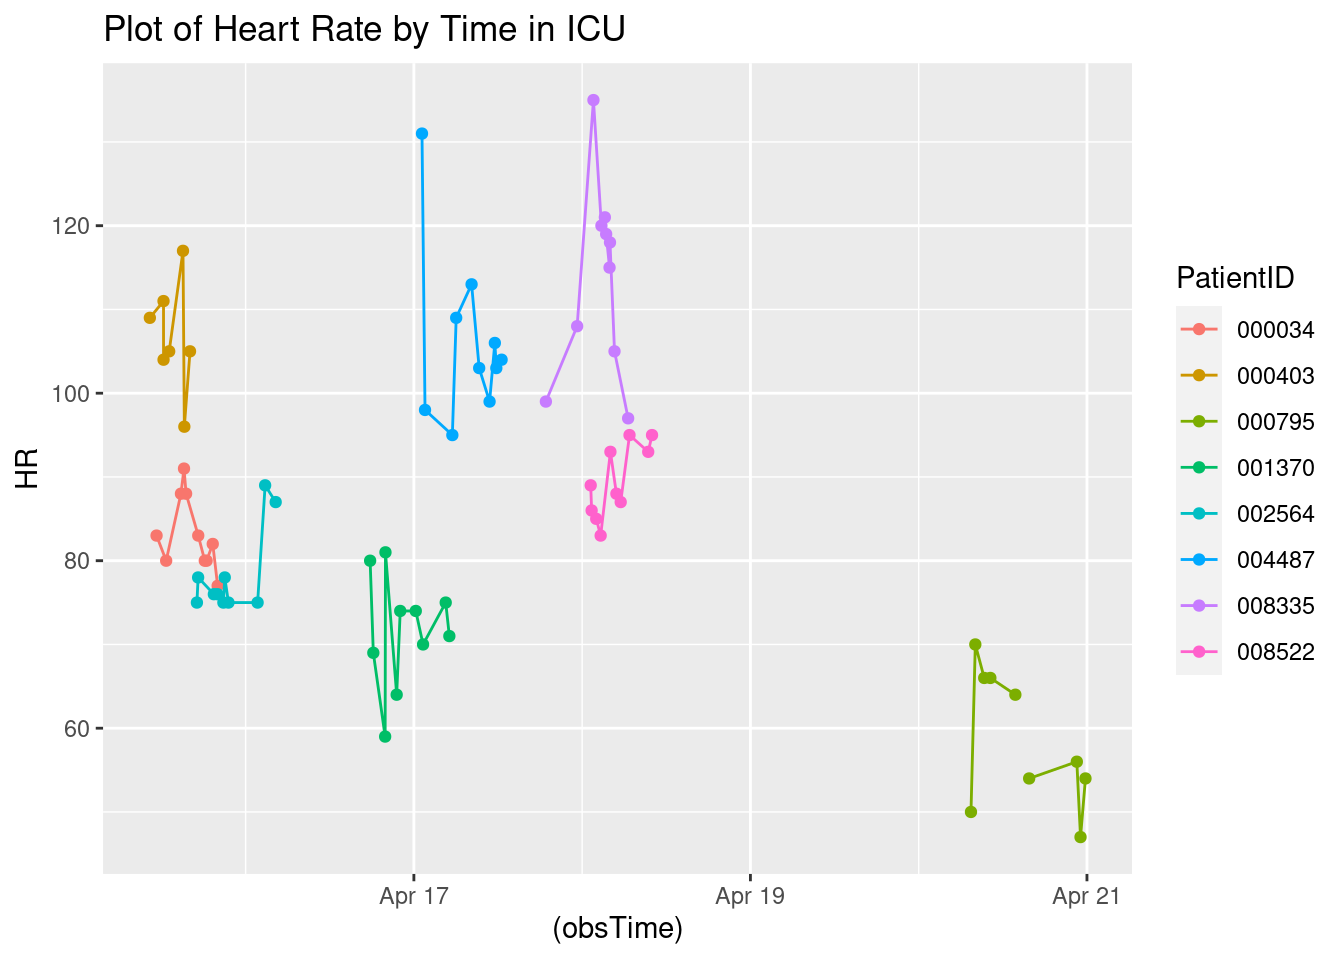 Plot of Heart Rate by Time in ICU
120
100
80
60
HR
Apr 17
Apr 19
Apr 21
(obsTime)
PatientID
000034
000403
000795
001370
002564
004487
008335
008522